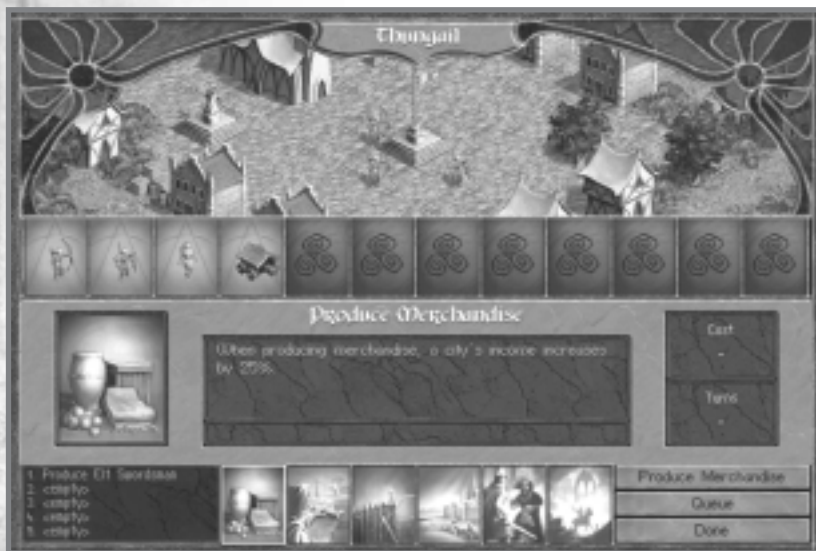 Thungail
Produce Merchandise
When producing merchandise, a city's income increases
by 25%.
Cost
-
Turns
-
1. Produce Elf Swordsman
2. <empty>
3. <empty>
4. <empty>
5. <empty>
Produce Merchandise
Queue
Done